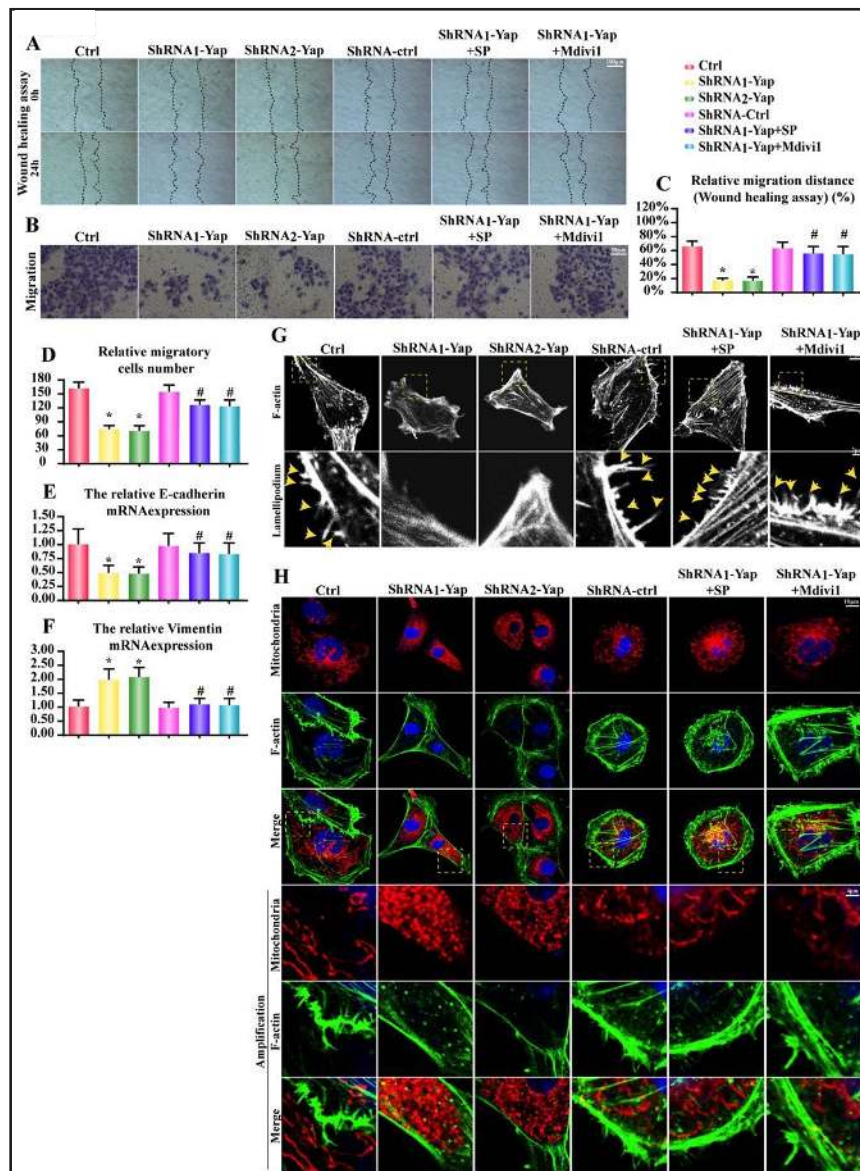 A
Ctrl
ShRNA1-Yap
ShRNA2-Yap
ShRNA-ctrl
ShRNA1-Yap
+SP
ShRNA1-Yap
+Mdivi1
Wound healing assay
0h
24h
Ctrl
ShRNA1-Yap
ShRNA2-Yap
ShRNA-Ctrl
ShRNA1-Yap+SP
ShRNA1-Yap+Mdivi1
B
Ctrl
ShRNA1-Yap
ShRNA2-Yap
ShRNA-ctrl
ShRNA1-Yap
+SP
ShRNA1-Yap
+Mdivi1
Migration
C
Relative migration distance
(Wound healing assay) (%)
120%
100%
80%
60%
40%
20%
0%
* * # #
D
Relative migratory
cells number
180
150
120
90
60
30
0
* * # #
E
The relative E-cadherin
mRNAexpression
1.50
1.25
1.00
0.75
0.50
0.25
0.00
* * # #
F
The relative Vimentin
mRNAexpression
3.00
2.50
2.00
1.50
1.00
0.50
0.00
* * # #
G
Ctrl
ShRNA1-Yap
ShRNA2-Yap
ShRNA-ctrl
ShRNA1-Yap
+SP
ShRNA1-Yap
+Mdivi1
F-actin
Lamellipodium
H
Ctrl
ShRNA1-Yap
ShRNA2-Yap
ShRNA-ctrl
ShRNA1-Yap
+SP
ShRNA1-Yap
+Mdivi1
Mitochondria
F-actin
Merge
Amplification
Mitochondria
F-actin
Merge